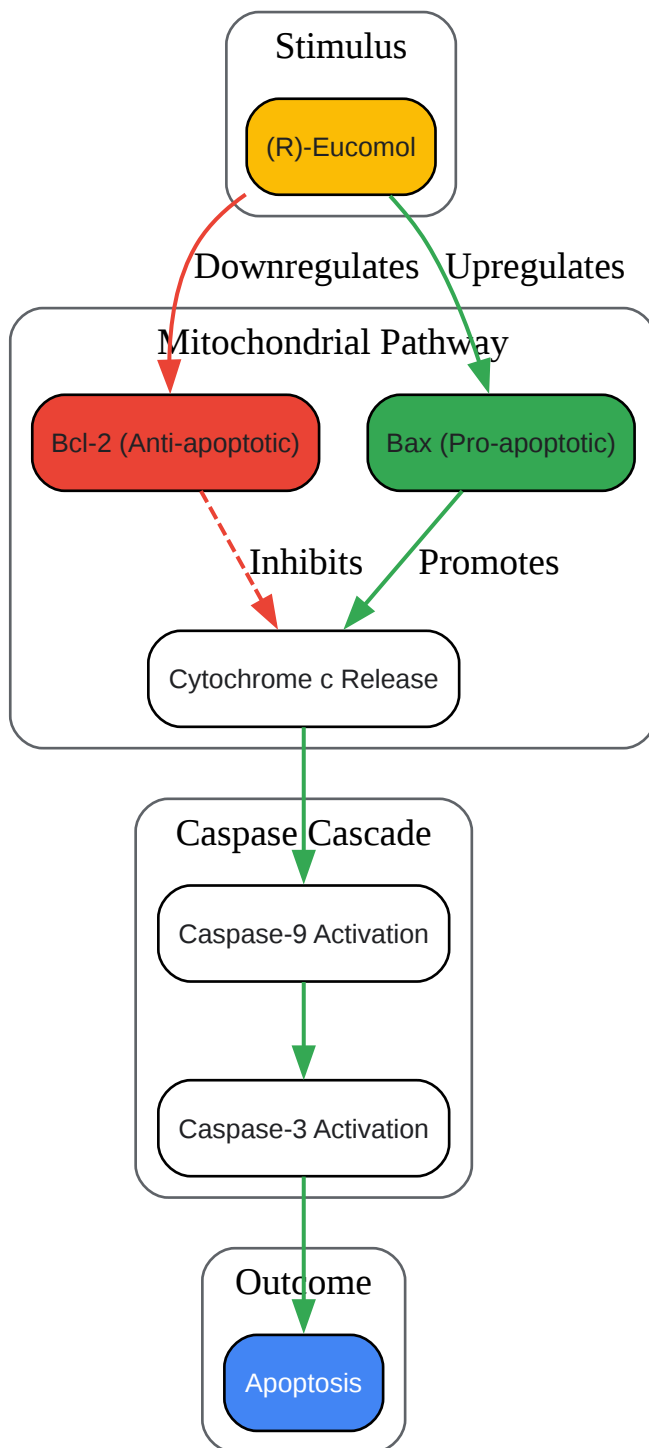 Stimulus
(R)-Eucomol
Downregulates
Upregulates
Mitochondrial Pathway
Bcl-2 (Anti-apoptotic)
Bax (Pro-apoptotic)
Inhibits
Promotes
Cytochrome c Release
Caspase Cascade
Caspase-9 Activation
Caspase-3 Activation
Outcome
Apoptosis